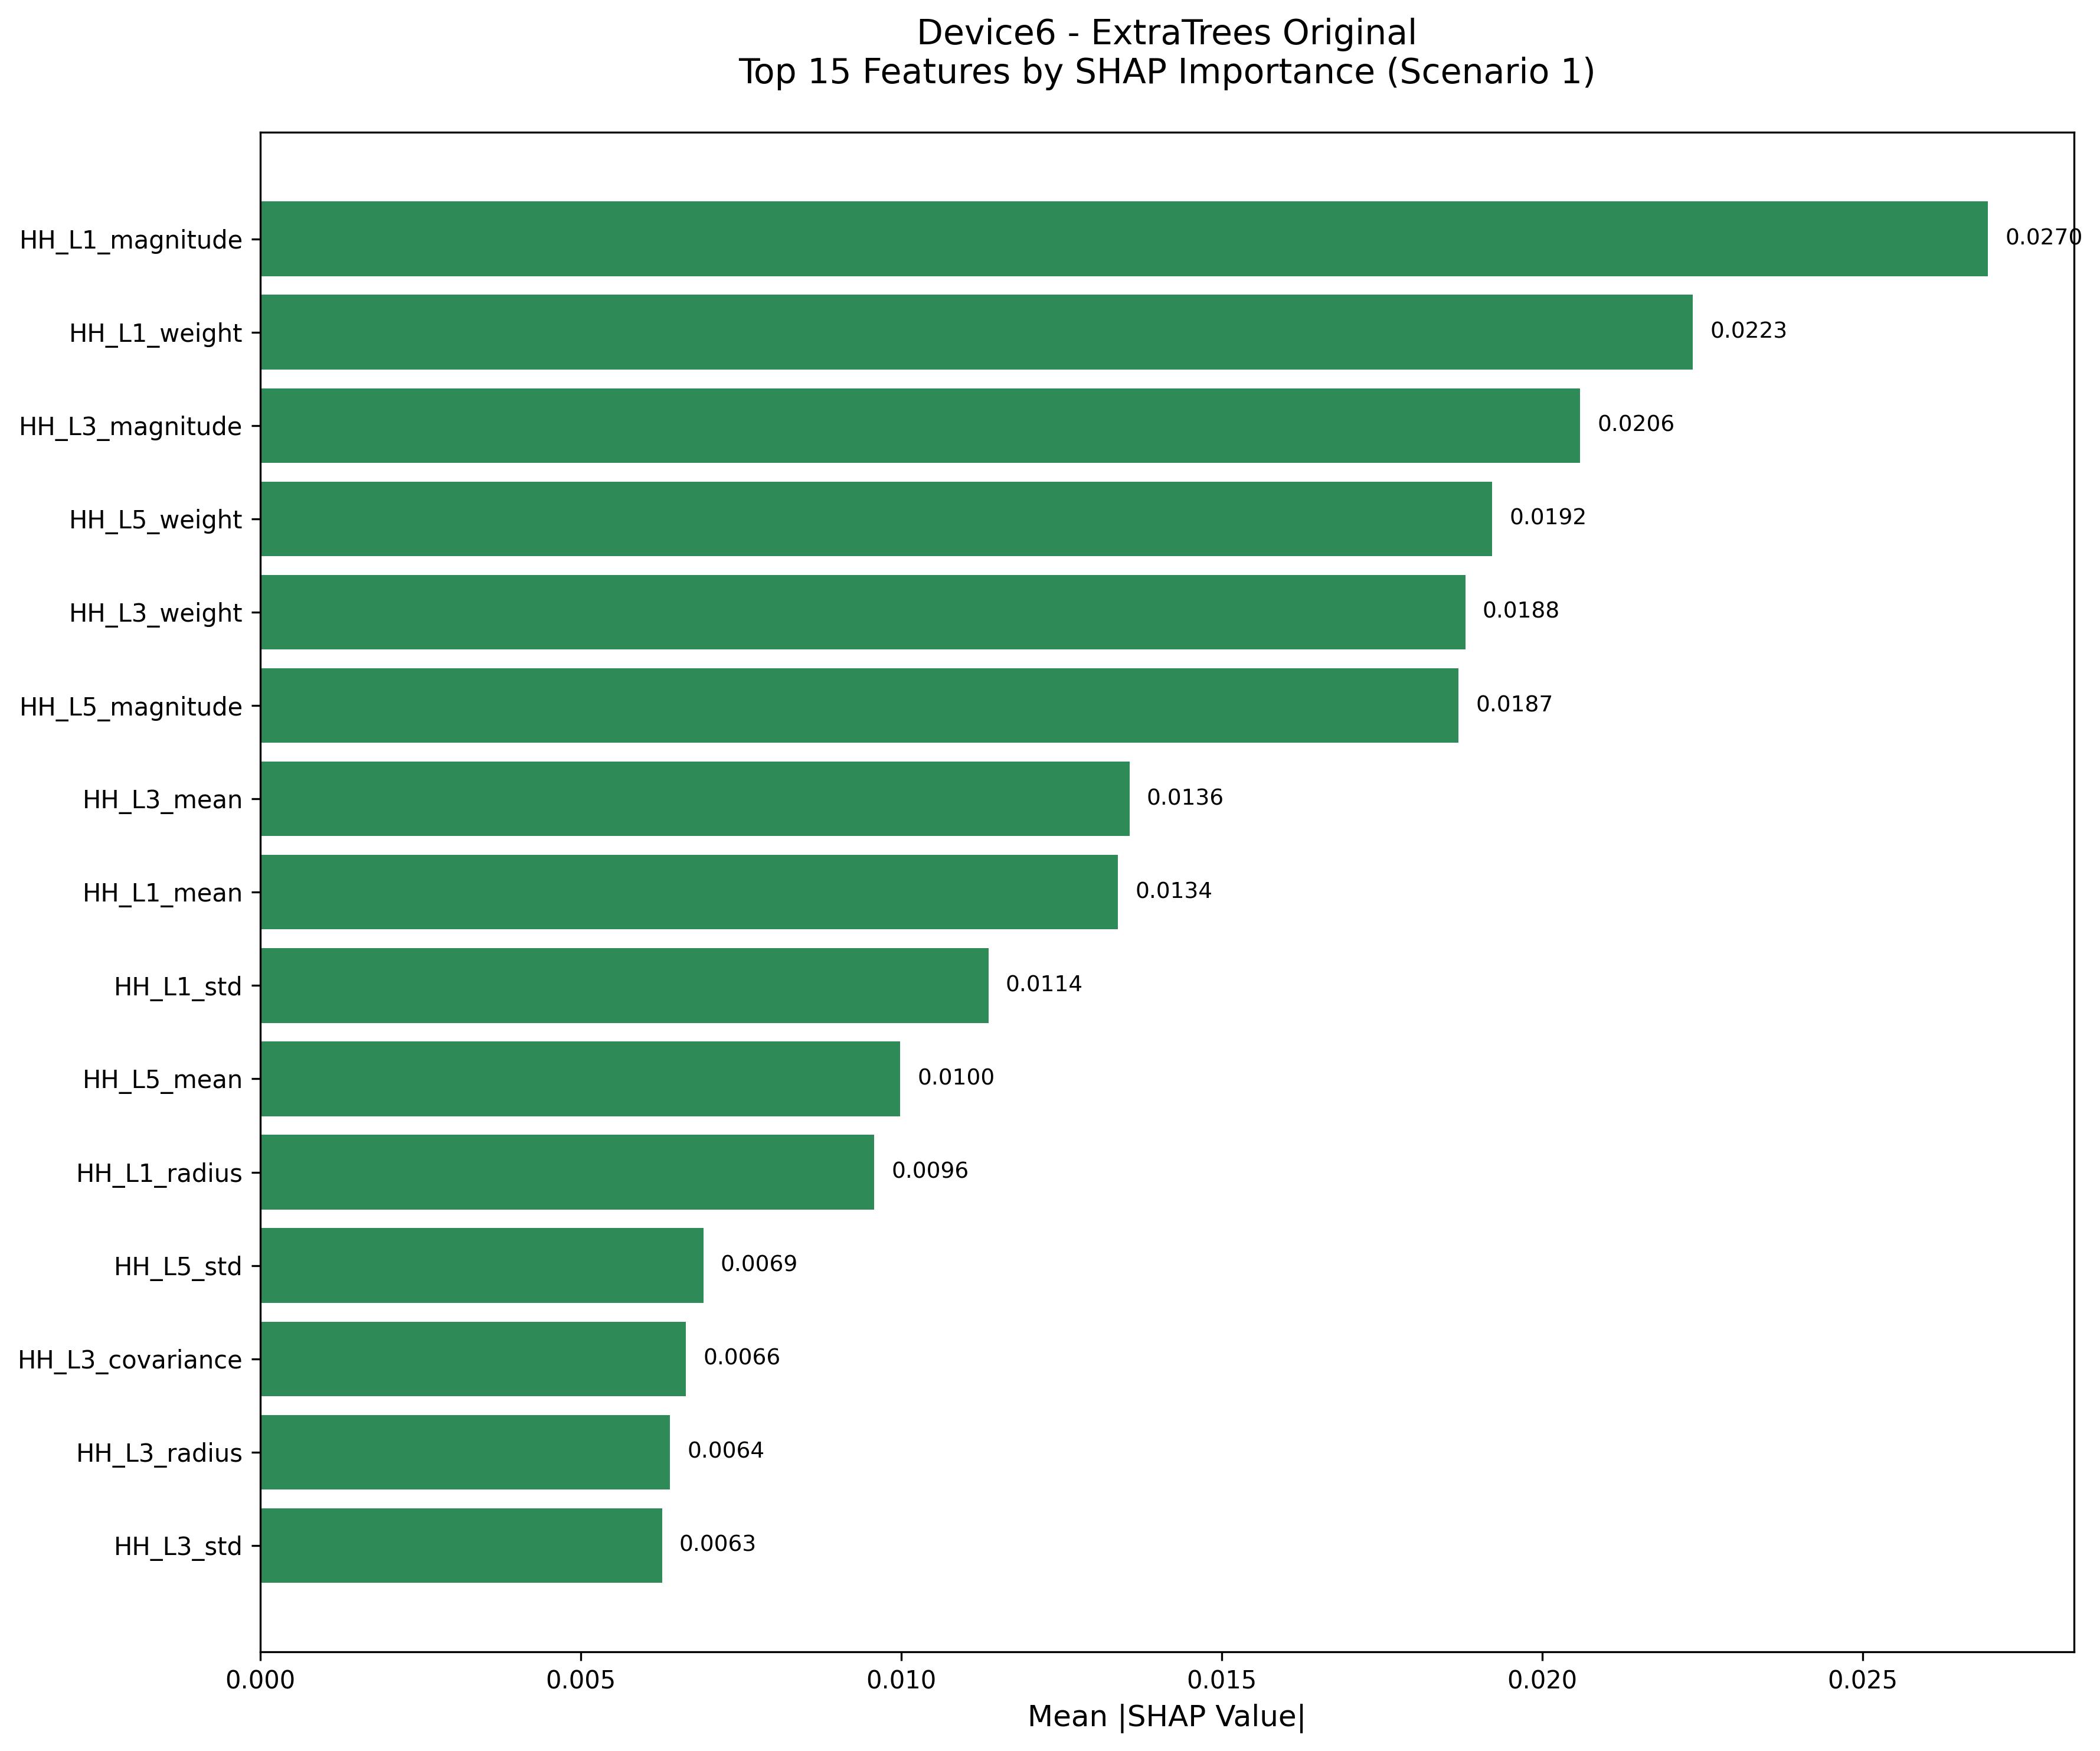 Device6 - ExtraTrees Original
Top 15 Features by SHAP Importance (Scenario 1)
HH_L1_magnitude 0.0270
HH_L1_weight 0.0223
HH_L3_magnitude 0.0206
HH_L5_weight 0.0192
HH_L3_weight 0.0188
HH_L5_magnitude 0.0187
HH_L3_mean 0.0136
HH_L1_mean 0.0134
HH_L1_std 0.0114
HH_L5_mean 0.0100
HH_L1_radius 0.0096
HH_L5_std 0.0069
HH_L3_covariance 0.0066
HH_L3_radius 0.0064
HH_L3_std 0.0063
0.000 0.005 0.010 0.015 0.020 0.025
Mean |SHAP Value|